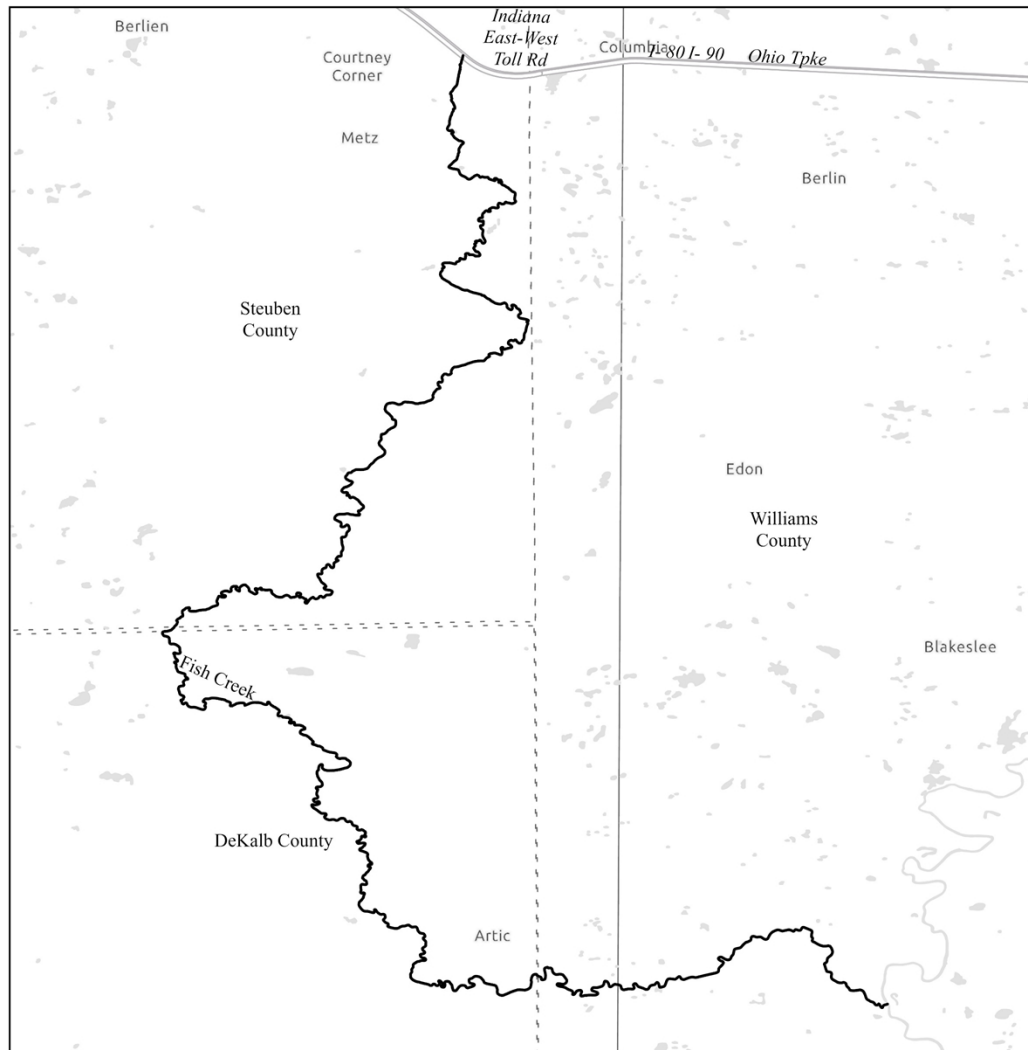 Berlien
Indiana
East-West
Toll Rd
Courtney
Corner
Columbia
I- 80 I- 90 Ohio Tpke
Metz
Berlin
Steuben
County
Edon
Williams
County
Blakeslee
Fish Creek
DeKalb County
Artic